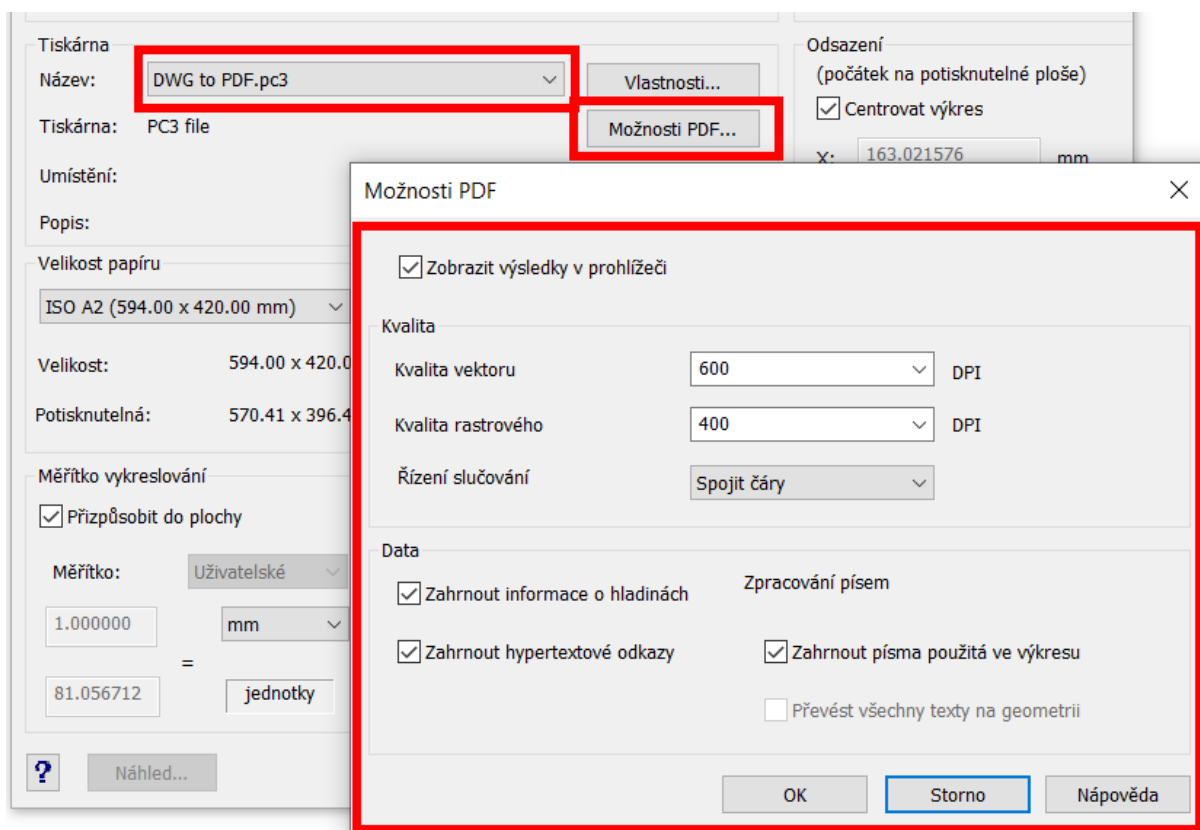 Tiskárna
Název:
DWG to PDF.pc3
Vlastnosti...
Tiskárna:
PC3 file
Možnosti PDF...
Umístění:
Popis:
Odsazení
(počátek na potisknutelné ploše)
Centrovat výkres
X:
163.021576
mm
Velikost papíru
ISO A2 (594.00 x 420.00 mm)
Velikost:
594.00 x 420.0
Potisknutelná:
570.41 x 396.4
Měřítko vykreslování
Přizpůsobit do plochy
Měřítko:
Uživatelské
1.000000
mm
=
81.056712
jednotky
?
Náhled...
Možnosti PDF
Zobrazit výsledky v prohlížeči
Kvalita
Kvalita vektoru
600
DPI
Kvalita rastrového
400
DPI
Řízení slučování
Spojit čáry
Data
Zahrnout informace o hladinách
Zpracování písem
Zahrnout hypertextové odkazy
Zahrnout písma použitá ve výkresu
Převést všechny texty na geometrii
OK
Storno
Nápověda